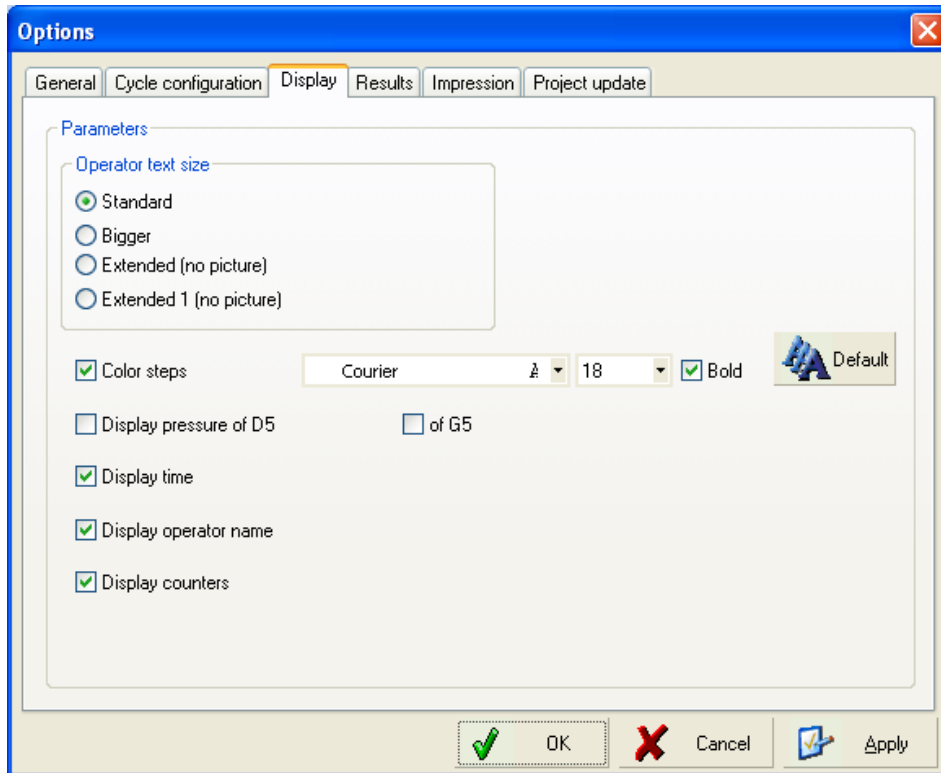 Options
General Cycle configuration Display Results Impression Project update
Parameters
Operator text size
Standard
Bigger
Extended (no picture)
Extended 1 (no picture)
Color steps Courier 18 Bold Default
Display pressure of D5 of G5
Display time
Display operator name
Display counters
OK Cancel Apply